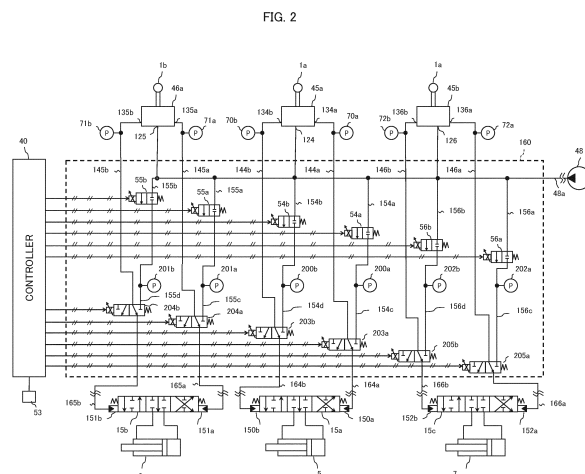 FIG. 2
1b 1a 1a
46a 45a 45b
135b 135a 134b 134a 136b 136a
P P P P P P
71b 125 71a 70b 124 70a 72b 126 72a
40 160 48
145b 145a 144b 144a 146b 146a 48a
55b 155b 55a 155a 54b 154b 54a 154a 56b 156b 56a 156a
CONTROLLER
201b 201a 200b 200a 202b 202a
P P P P P P
155d 155c 154d 154c 156d 156c
204b 204a 203b 203a 205b 205a
53
165b 165a 164b 164a 166b 166a
151b 15b 151a 150b 15a 150a 152b 15c 152a
5 7